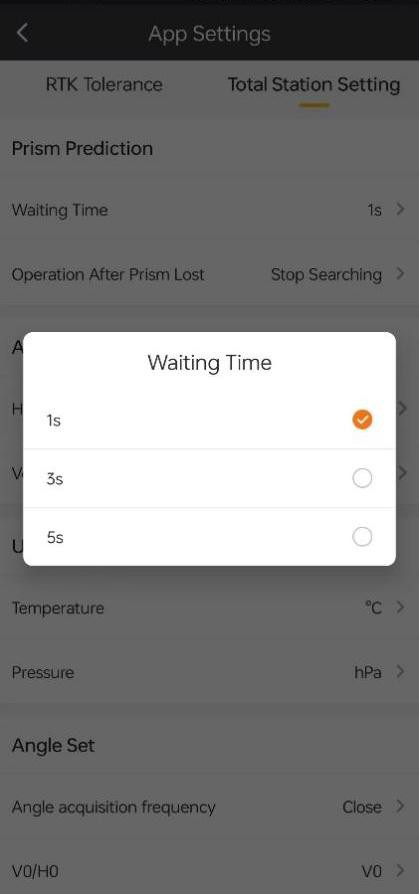 App Settings
RTK Tolerance Total Station Setting
Prism Prediction
Waiting Time 1s
Operation After Prism Lost Stop Searching
Waiting Time
1s
3s
5s
Temperature °C
Pressure hPa
Angle Set
Angle acquisition frequency Close
V0/H0 V0